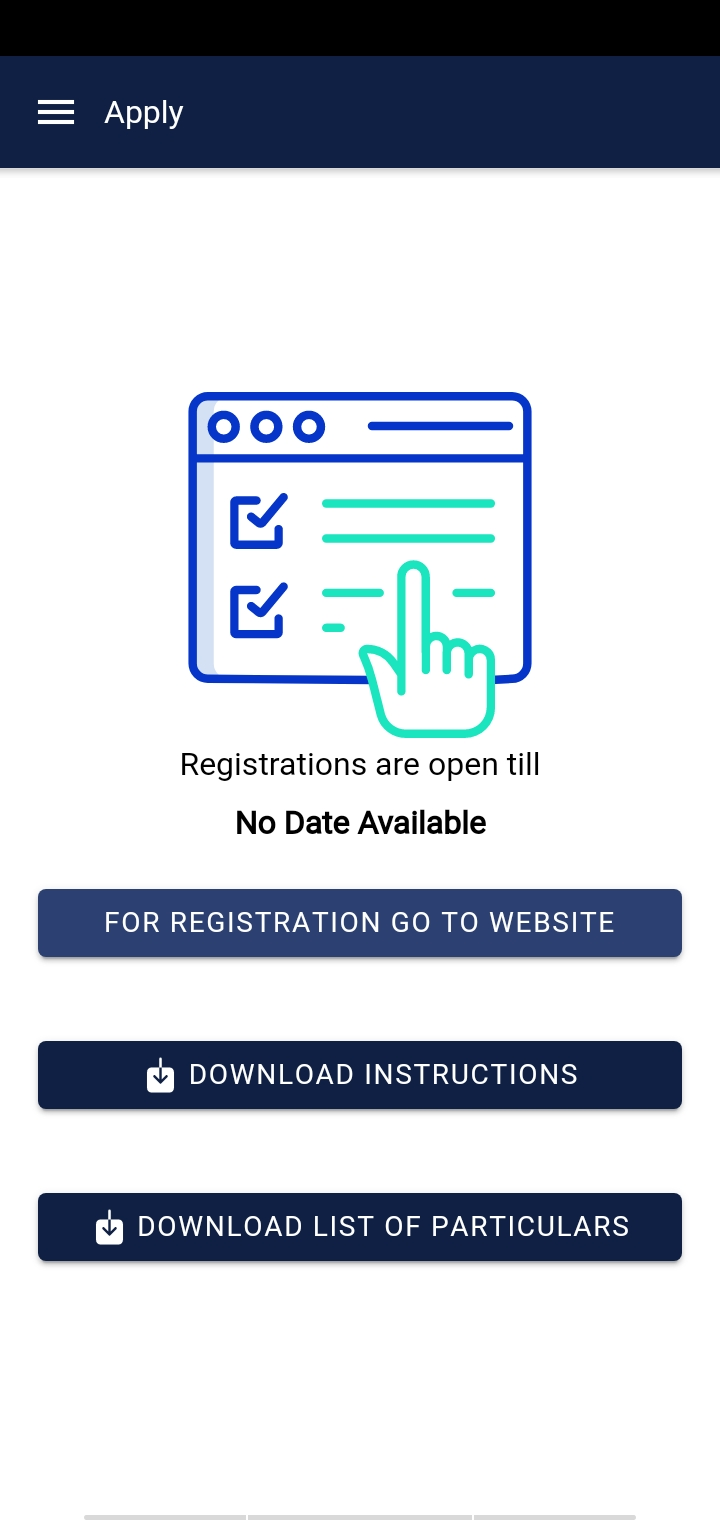 Apply
Registrations are open till
No Date Available
FOR REGISTRATION GO TO WEBSITE
DOWNLOAD INSTRUCTIONS
DOWNLOAD LIST OF PARTICULARS